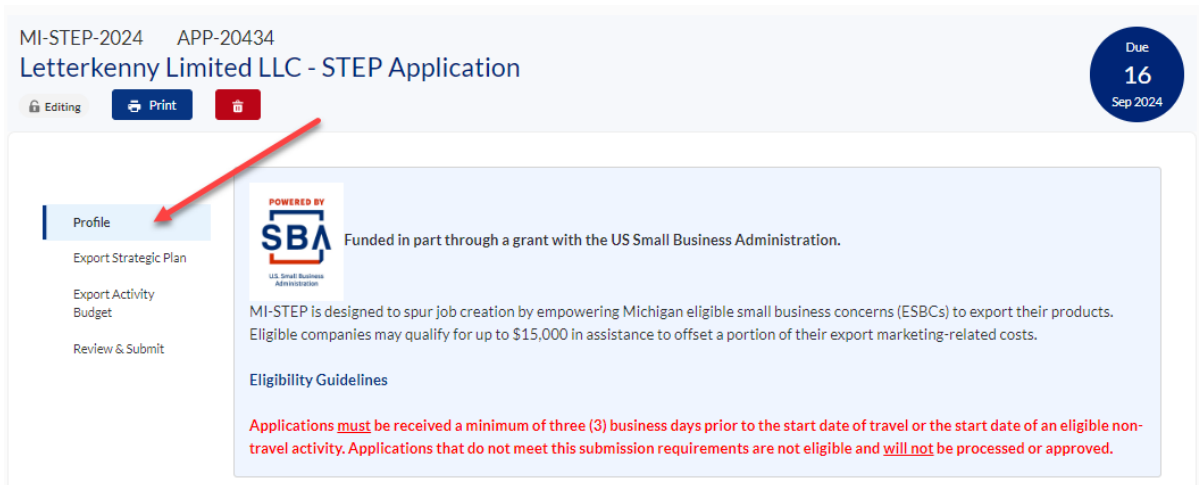 MI-STEP-2024 APP-20434
Letterkenny Limited LLC - STEP Application
Editing
Print
Due
16
Sep 2024
Profile
Export Strategic Plan
Export Activity
Budget
Review & Submit
POWERED BY
SBA
U.S. Small Business
Administration
Funded in part through a grant with the US Small Business Administration.
MI-STEP is designed to spur job creation by empowering Michigan eligible small business concerns (ESBCs) to export their products.
Eligible companies may qualify for up to $15,000 in assistance to offset a portion of their export marketing-related costs.
Eligibility Guidelines
Applications must be received a minimum of three (3) business days prior to the start date of travel or the start date of an eligible non-
travel activity. Applications that do not meet this submission requirements are not eligible and will not be processed or approved.